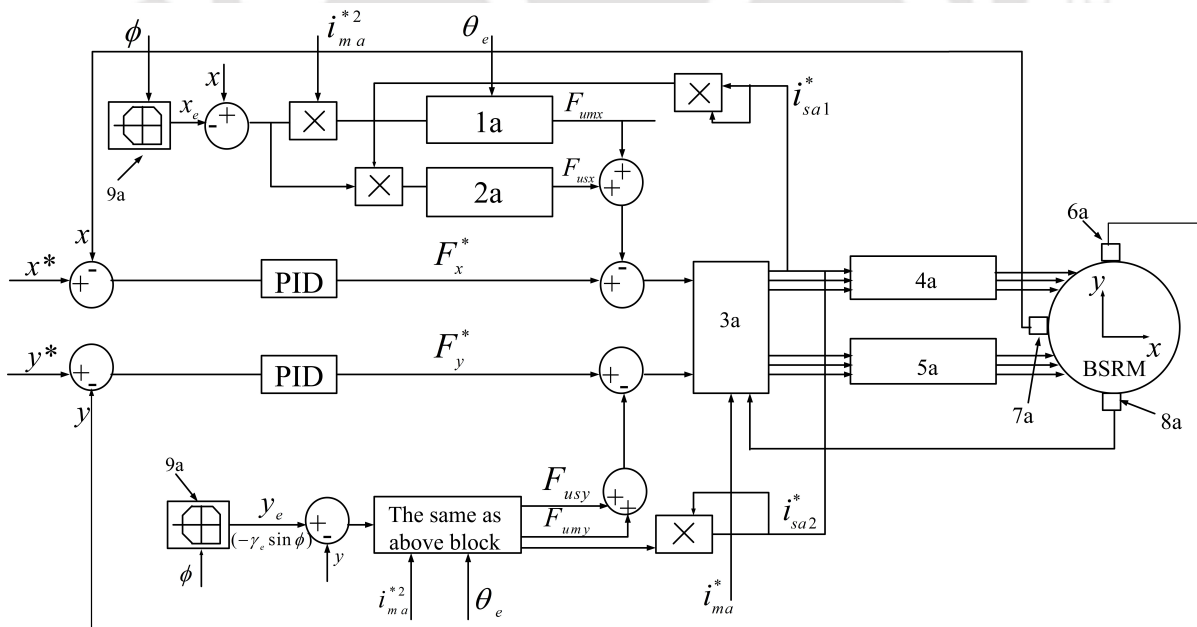 ϕ
i*2ma
θe
x
xe
-
+
×
1a
Fumx
×
i*sa1
9a
×
2a
Fusx
+
+
x
x*
+
-
PID
F*x
+
-
3a
4a
6a
y
x
BSRM
y*
+
-
PID
F*y
+
-
5a
7a
8a
y
9a
ye
(−γe sin ϕ)
+
-
y
ϕ
The same as
above block
Fusy
Fumy
+
+
×
i*sa2
i*2ma
θe
i*ma